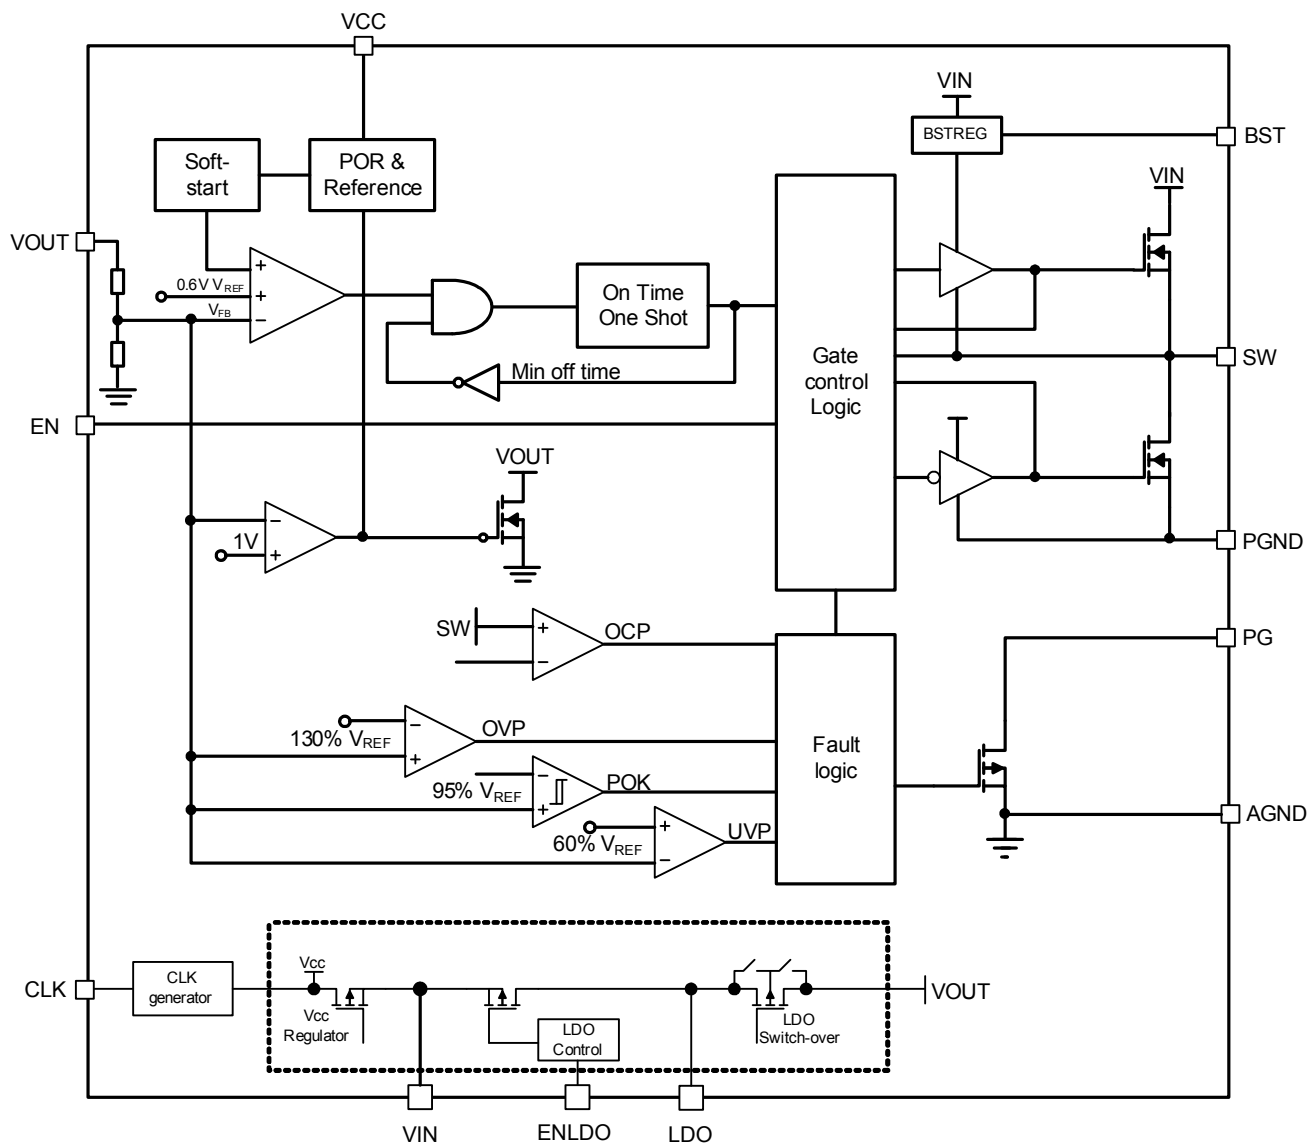 VCC
VIN
BSTREG
BST
Soft-
start
POR &
Reference
VIN
VOUT
+
0.6V VREF
+
VFB
−
On Time
One Shot
Min off time
Gate
control
Logic
SW
EN
VOUT
−
1V
+
PGND
SW
+
−
OCP
PG
130% VREF
−
+
OVP
Fault
logic
95% VREF
−
+
POK
60% VREF
+
−
UVP
AGND
CLK
CLK
generator
Vcc
Vcc
Regulator
LDO
Control
LDO
Switch-over
VOUT
VIN
ENLDO
LDO